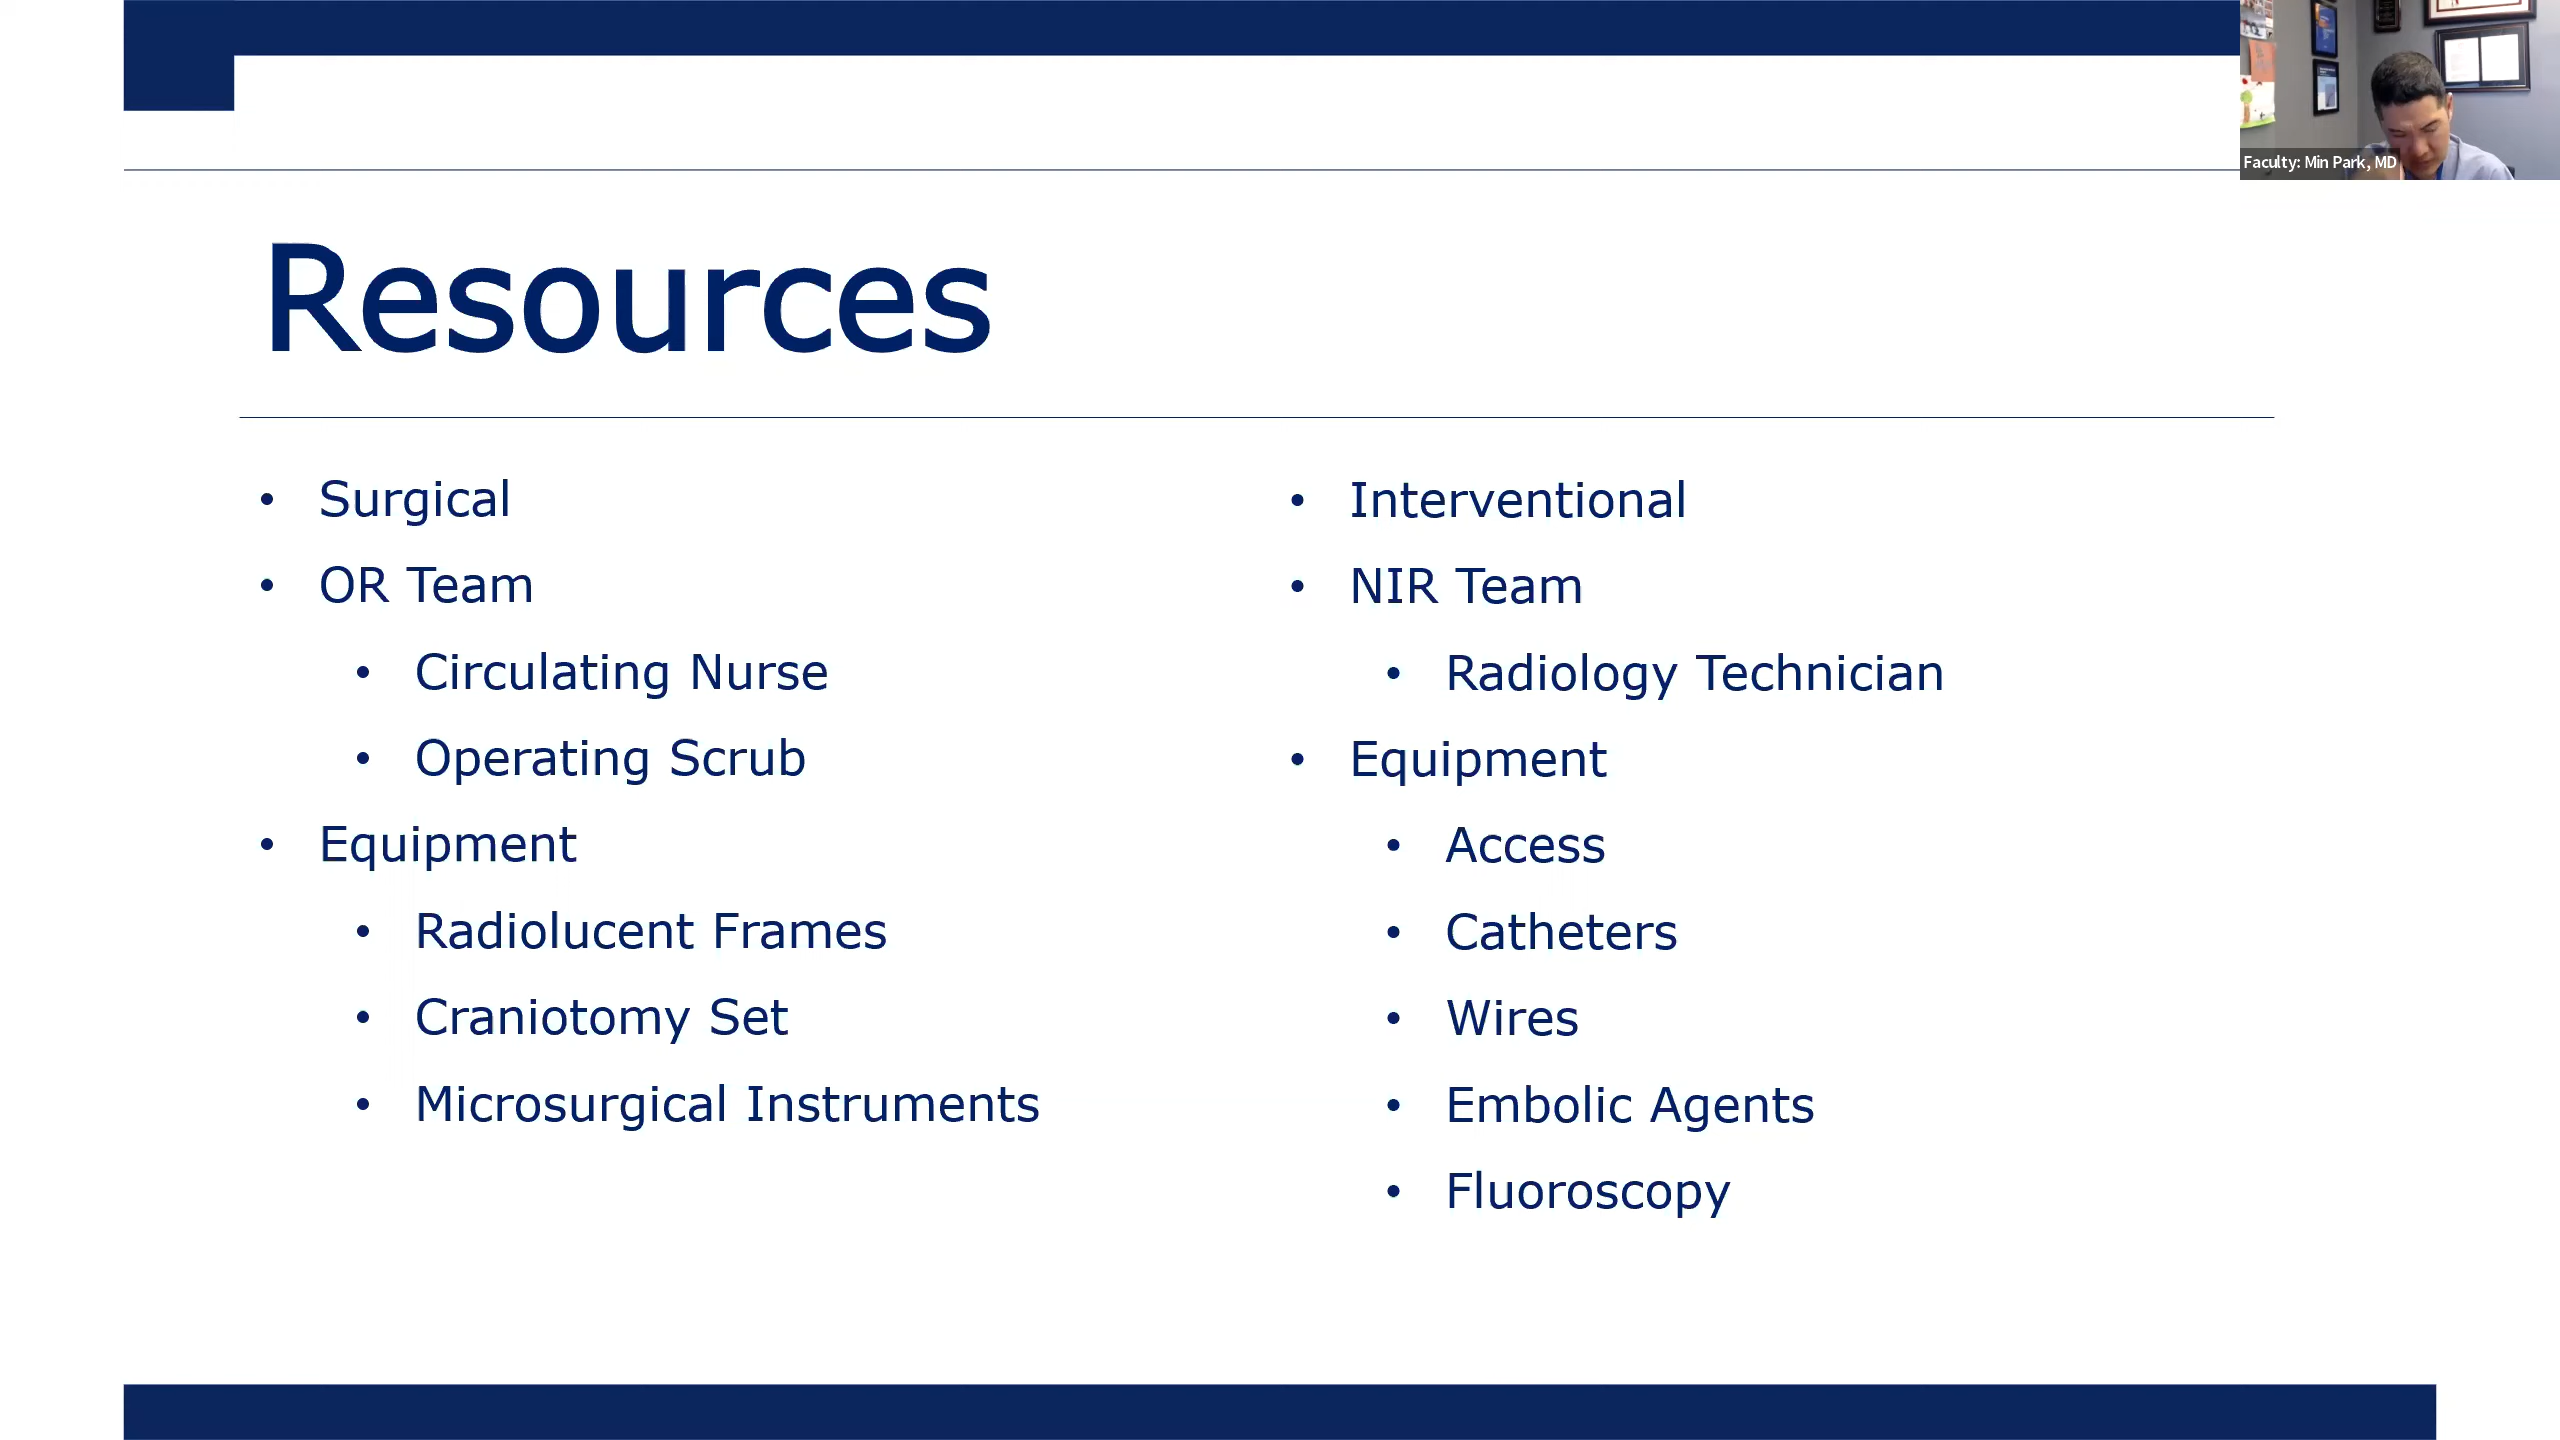 Faculty: Min Park, MD
Resources
• Surgical
• OR Team
• Circulating Nurse
• Operating Scrub
• Equipment
• Radiolucent Frames
• Craniotomy Set
• Microsurgical Instruments
• Interventional
• NIR Team
• Radiology Technician
• Equipment
• Access
• Catheters
• Wires
• Embolic Agents
• Fluoroscopy